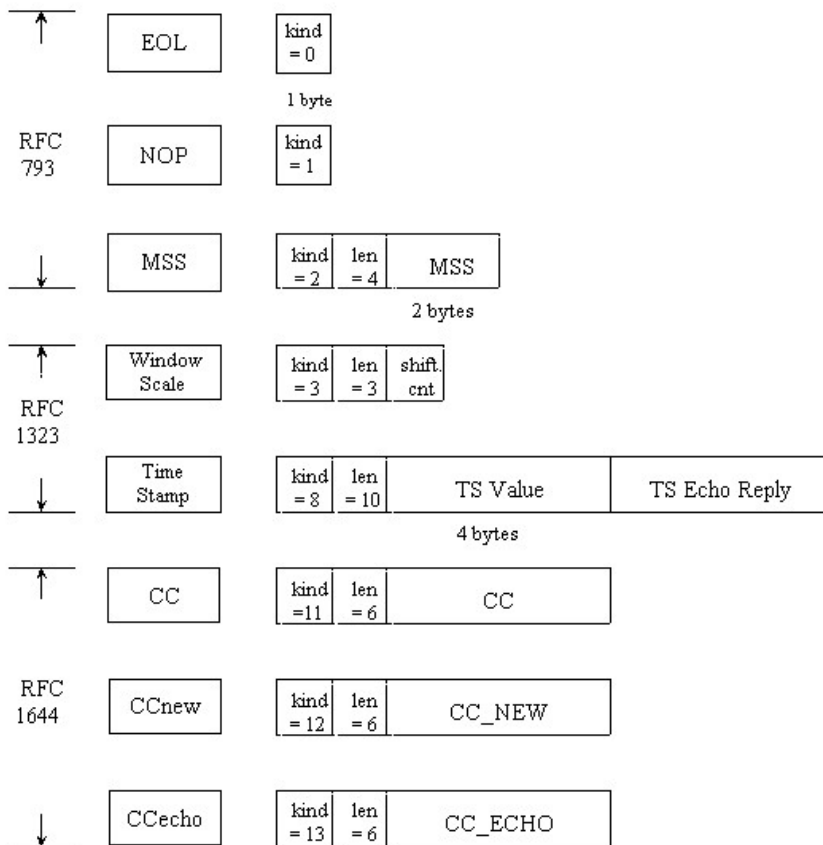 EOL
kind
= 0
1 byte
RFC
793
NOP
kind
= 1
MSS
kind
= 2
len
= 4
MSS
2 bytes
Window
Scale
kind
= 3
len
= 3
shift.
cnt
RFC
1323
Time
Stamp
kind
= 8
len
= 10
TS Value
TS Echo Reply
4 bytes
CC
kind
=11
len
= 6
CC
RFC
1644
CCnew
kind
= 12
len
= 6
CC_NEW
CCecho
kind
= 13
len
= 6
CC_ECHO